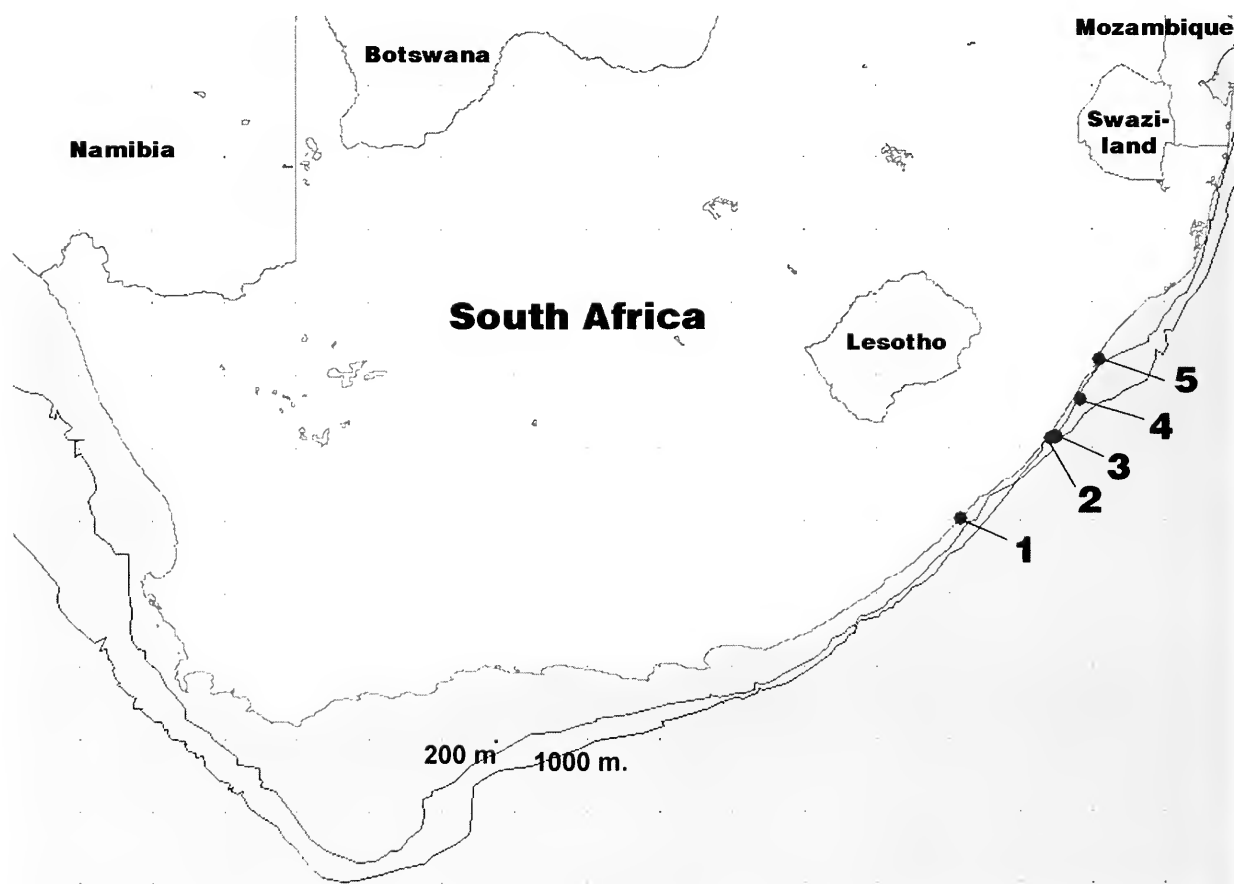 Mozambique
Botswana
Swazi-
land
Namibia
South Africa
Lesotho
5
4
3
2
1
200 m.
1000 m.